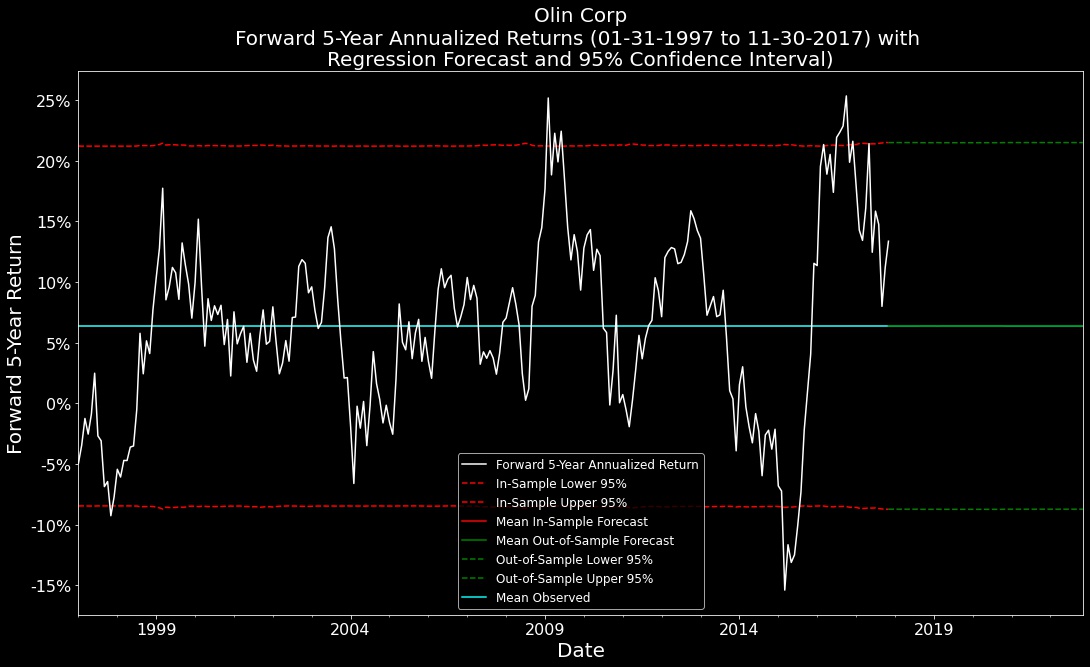 Olin Corp
Forward 5-Year Annualized Returns (01-31-1997 to 11-30-2017) with
Regression Forecast and 95% Confidence Interval)
Forward 5-Year Return
25%
20%
15%
10%
5%
0%
-5%
-10%
-15%
Forward 5-Year Annualized Return
In-Sample Lower 95%
In-Sample Upper 95%
Mean In-Sample Forecast
Mean Out-of-Sample Forecast
Out-of-Sample Lower 95%
Out-of-Sample Upper 95%
Mean Observed
1999
2004
2009
2014
2019
Date